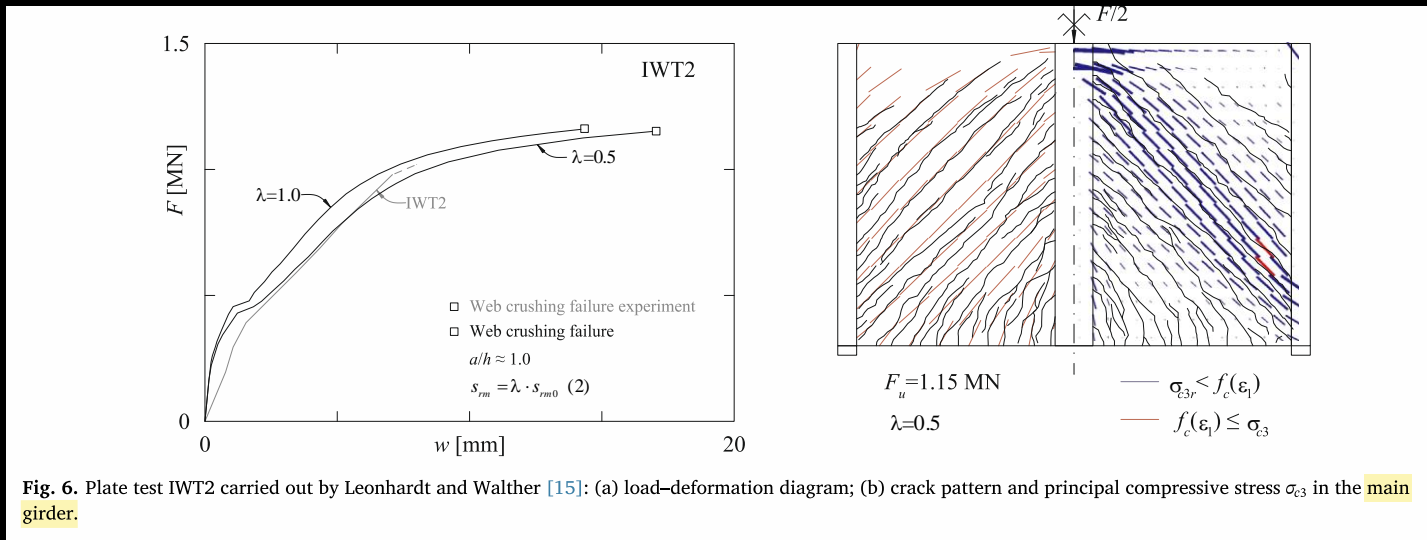 1.5
IWT2
F [MN]
λ=1.0
λ=0.5
IWT2
Web crushing failure experiment
Web crushing failure
a/h ≈ 1.0
s_rm = λ · s_rm0 (2)
0
0
w [mm]
20
F/2
F_u=1.15 MN
λ=0.5
σ_c3r < f_c(ε_1)
f_c(ε_1) ≤ σ_c3
Fig. 6. Plate test IWT2 carried out by Leonhardt and Walther [15]: (a) load–deformation diagram; (b) crack pattern and principal compressive stress σ_c3 in the main
girder.